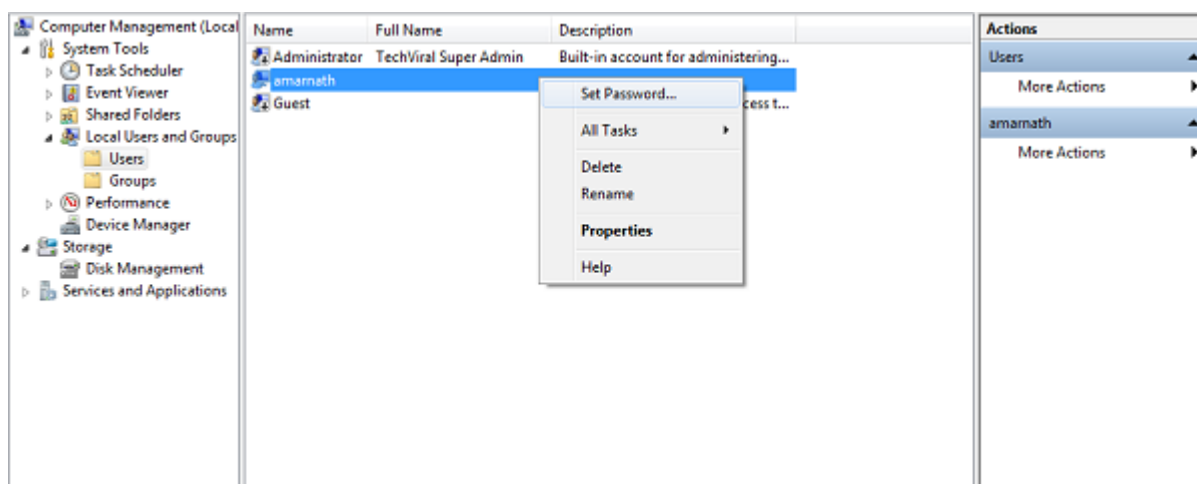 Computer Management (Local
System Tools
Task Scheduler
Event Viewer
Shared Folders
Local Users and Groups
Users
Groups
Performance
Device Manager
Storage
Disk Management
Services and Applications
Name Full Name Description
Administrator TechViral Super Admin Built-in account for administering...
amarnath
Guest cess t...
Set Password...
All Tasks
Delete
Rename
Properties
Help
Actions
Users
More Actions
amarnath
More Actions